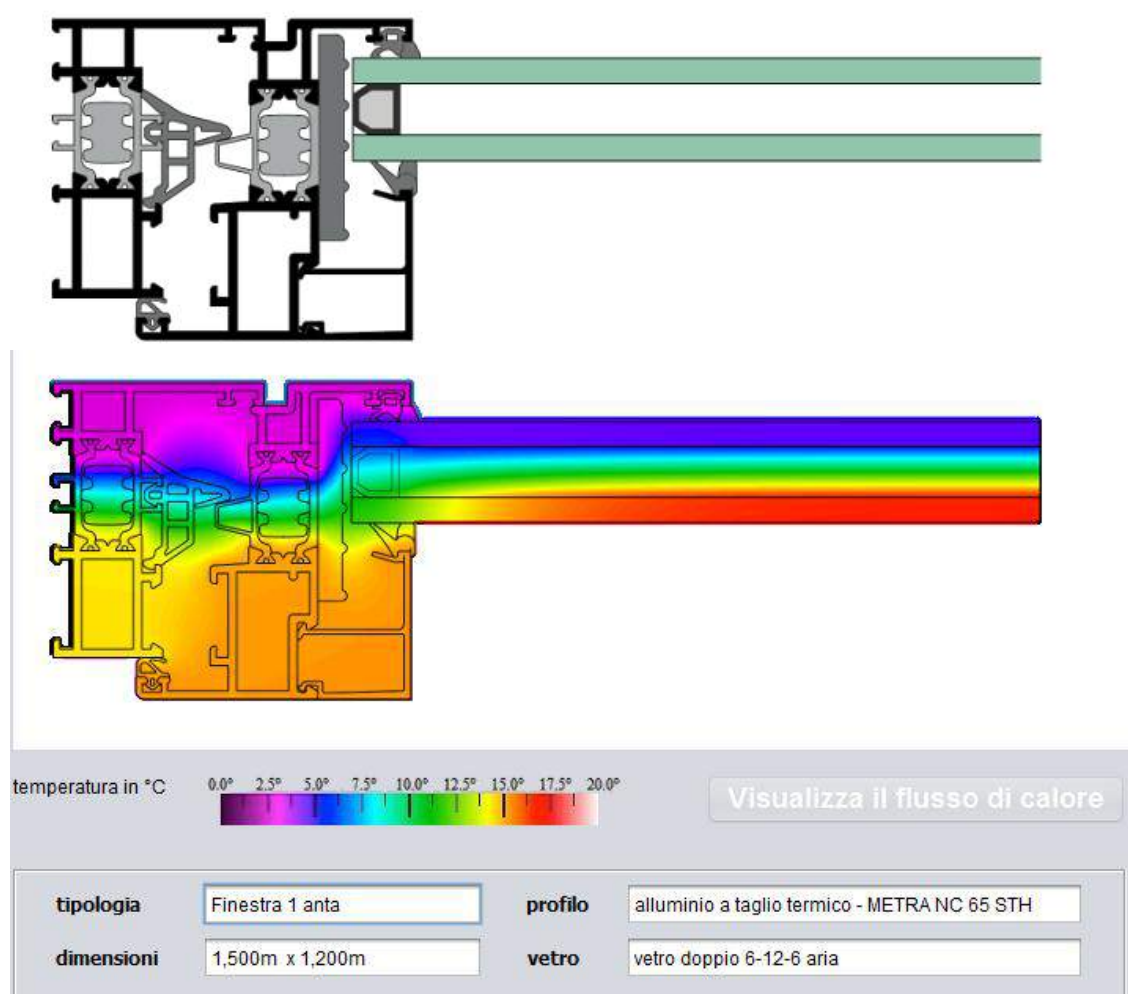 temperatura in °C
0.0° 2.5° 5.0° 7.5° 10.0° 12.5° 15.0° 17.5° 20.0°
Visualizza il flusso di calore
tipologia Finestra 1 anta profilo alluminio a taglio termico - METRA NC 65 STH
dimensioni 1,500m x 1,200m vetro vetro doppio 6-12-6 aria